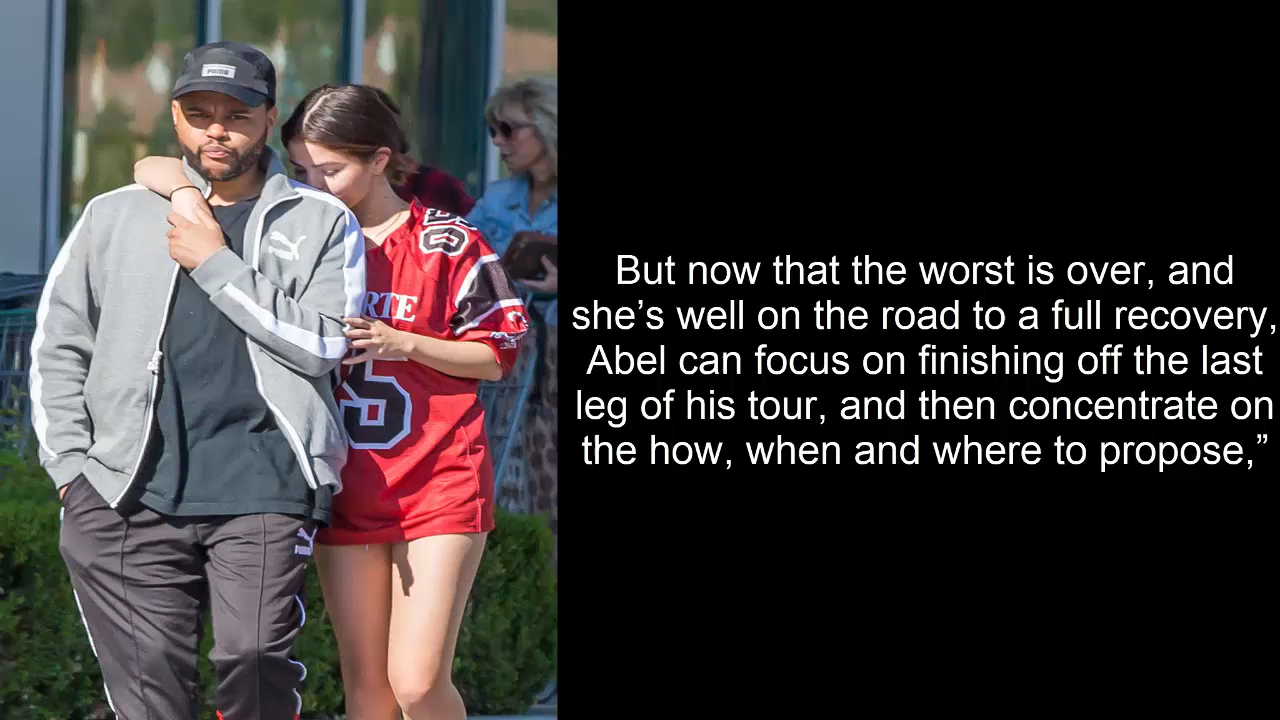 PUMA
But now that the worst is over, and
she’s well on the road to a full recovery,
Abel can focus on finishing off the last
leg of his tour, and then concentrate on
the how, when and where to propose,”
RTE
5